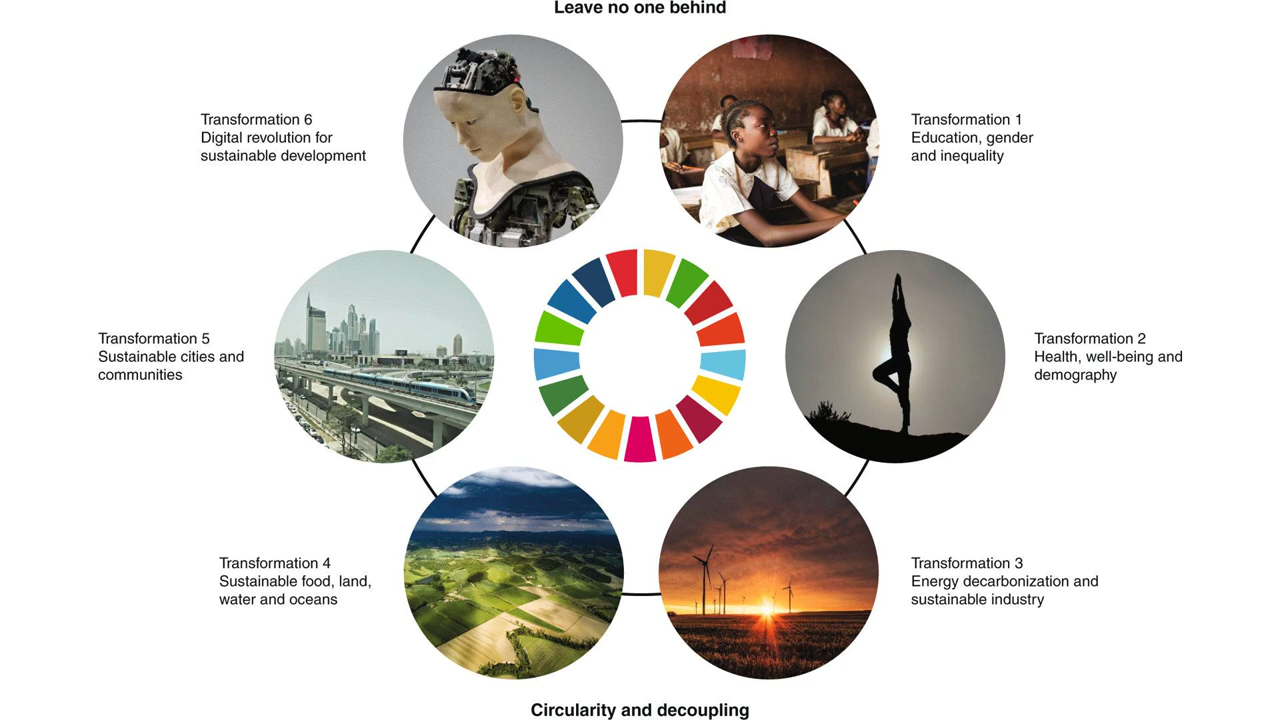 Leave no one behind
Transformation 6
Digital revolution for
sustainable development
Transformation 1
Education, gender
and inequality
Transformation 5
Sustainable cities and
communities
Transformation 2
Health, well-being and
demography
Transformation 4
Sustainable food, land,
water and oceans
Transformation 3
Energy decarbonization and
sustainable industry
Circularity and decoupling